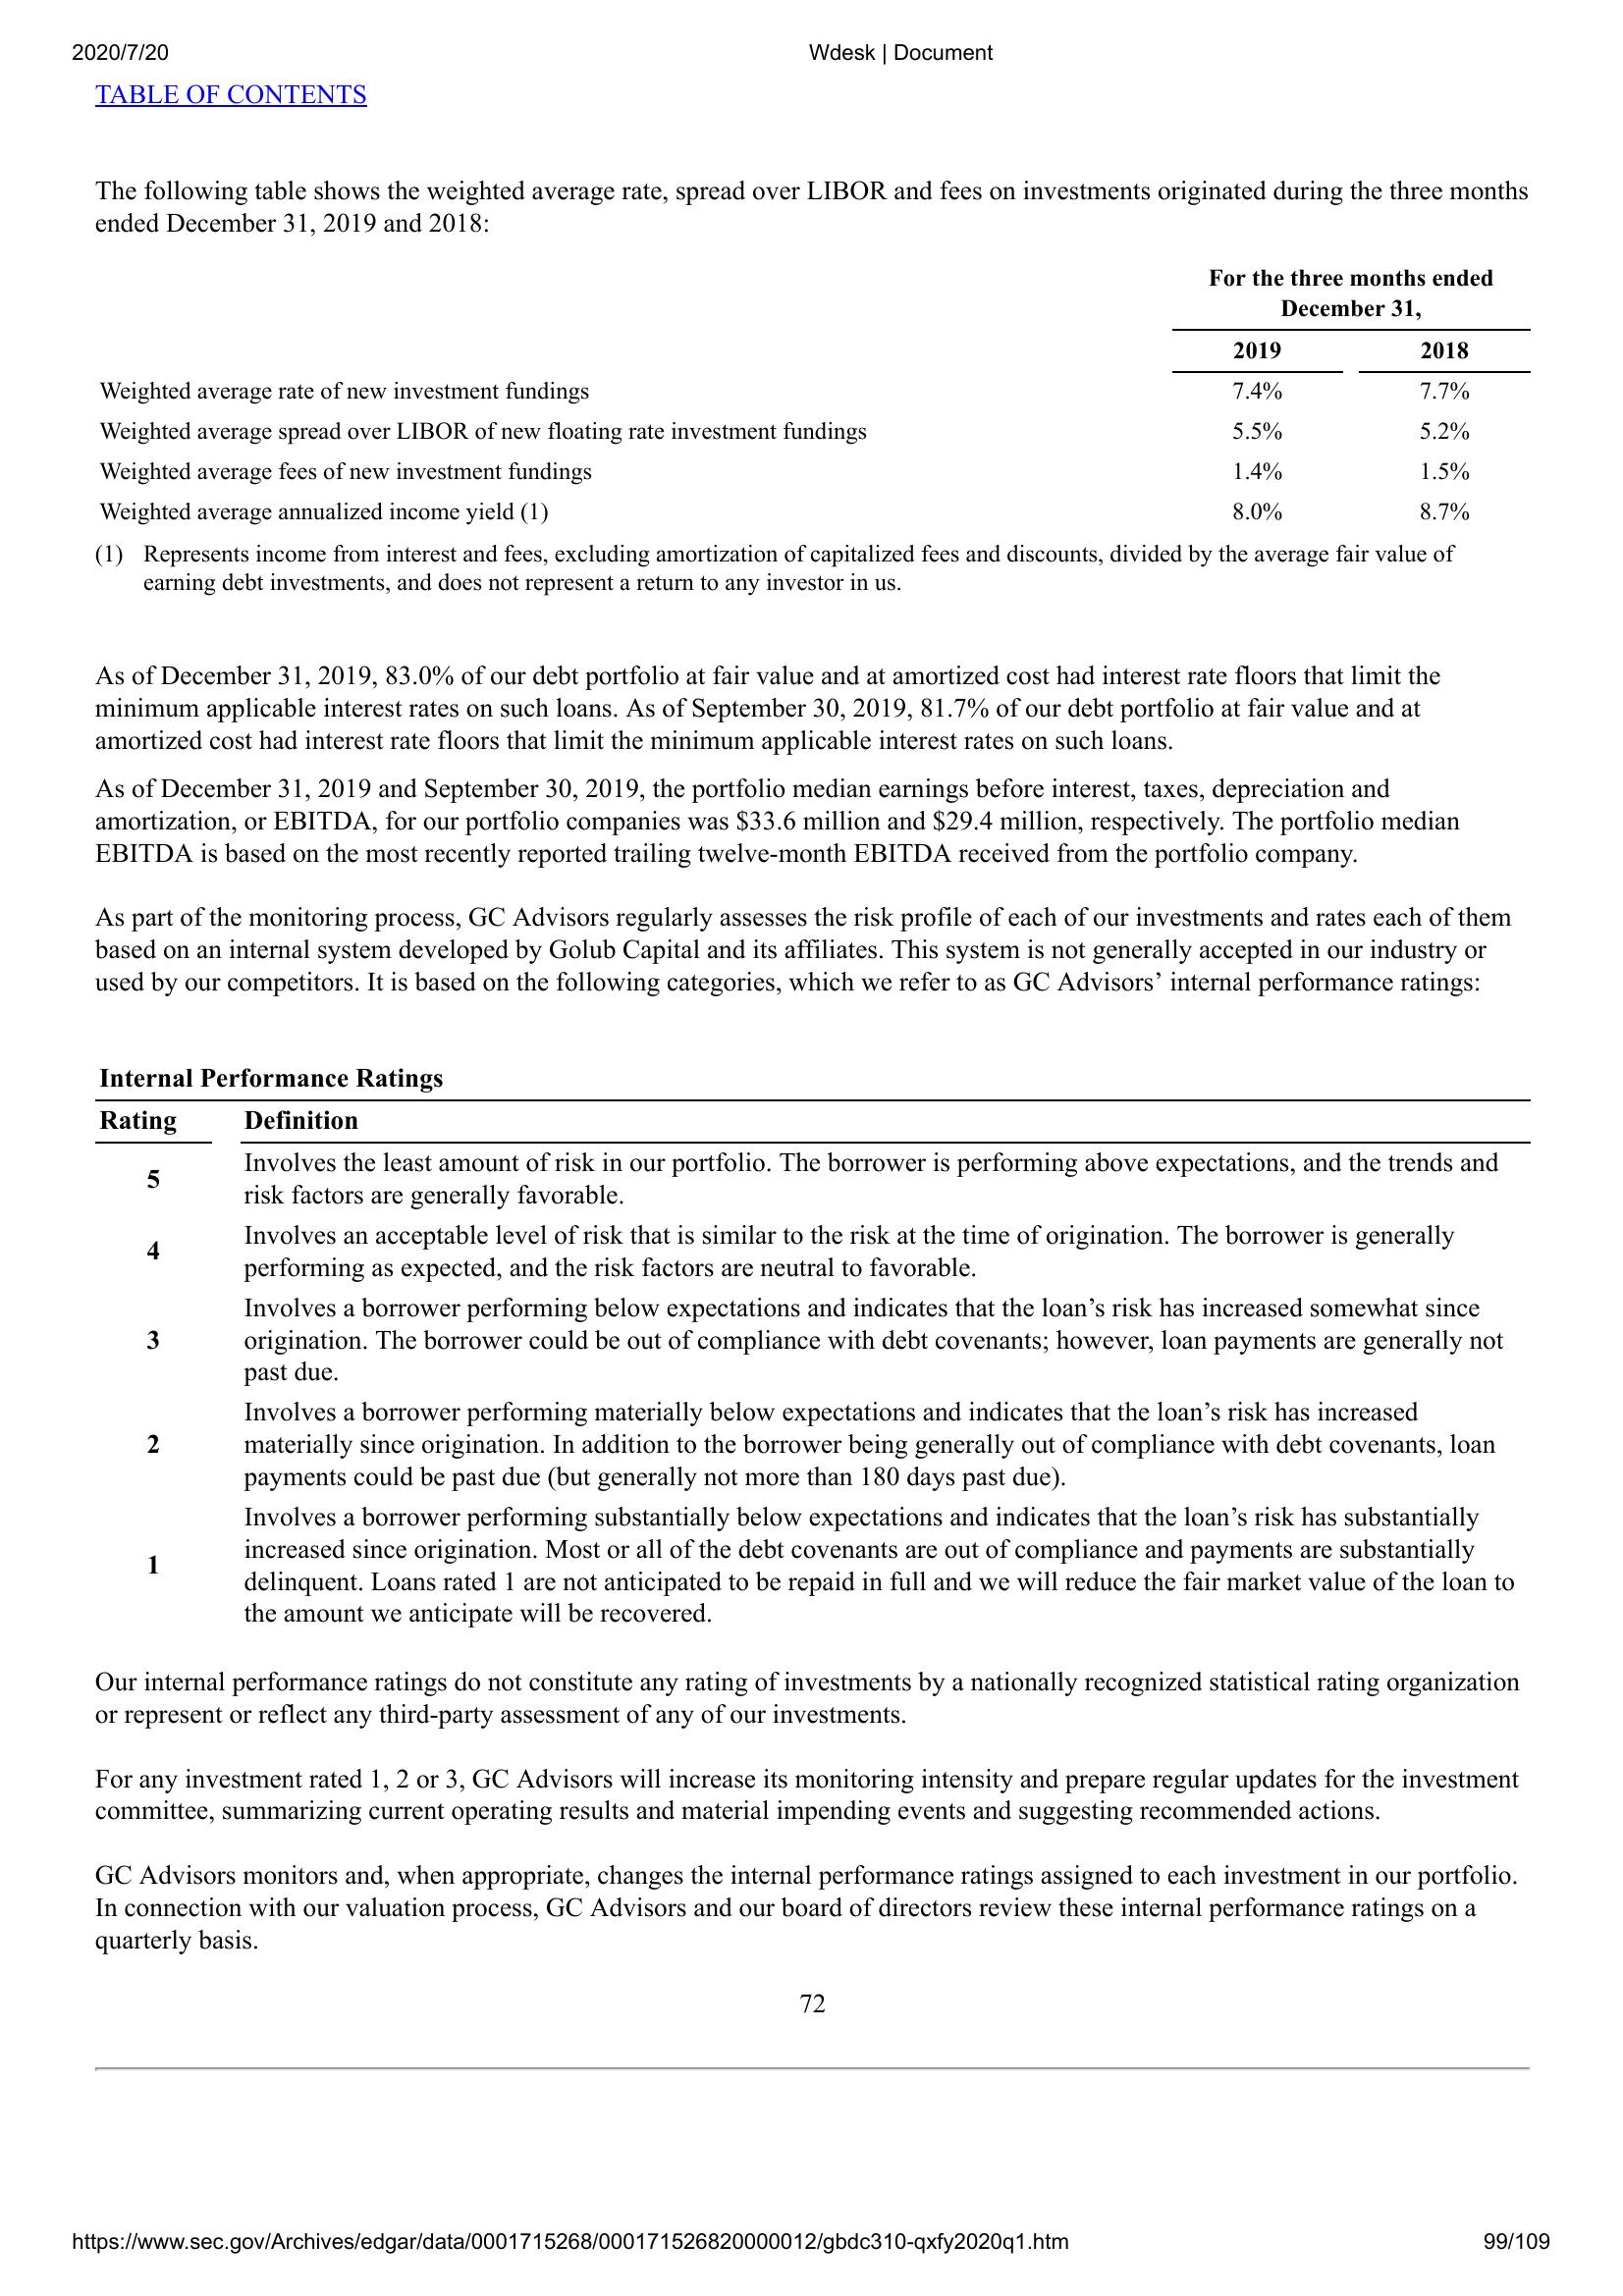 2020/7/20 Wdesk | Document
TABLE OF CONTENTS
The following table shows the weighted average rate, spread over LIBOR and fees on investments originated during the three months
ended December 31, 2019 and 2018:
For the three months ended
December 31,
2019 2018
Weighted average rate of new investment fundings 7.4% 7.7%
Weighted average spread over LIBOR of new floating rate investment fundings 5.5% 5.2%
Weighted average fees of new investment fundings 1.4% 1.5%
Weighted average annualized income yield (1) 8.0% 8.7%
(1) Represents income from interest and fees, excluding amortization of capitalized fees and discounts, divided by the average fair value of
earning debt investments, and does not represent a return to any investor in us.
As of December 31, 2019, 83.0% of our debt portfolio at fair value and at amortized cost had interest rate floors that limit the
minimum applicable interest rates on such loans. As of September 30, 2019, 81.7% of our debt portfolio at fair value and at
amortized cost had interest rate floors that limit the minimum applicable interest rates on such loans.
As of December 31, 2019 and September 30, 2019, the portfolio median earnings before interest, taxes, depreciation and
amortization, or EBITDA, for our portfolio companies was $33.6 million and $29.4 million, respectively. The portfolio median
EBITDA is based on the most recently reported trailing twelve-month EBITDA received from the portfolio company.
As part of the monitoring process, GC Advisors regularly assesses the risk profile of each of our investments and rates each of them
based on an internal system developed by Golub Capital and its affiliates. This system is not generally accepted in our industry or
used by our competitors. It is based on the following categories, which we refer to as GC Advisors’ internal performance ratings:
Internal Performance Ratings
Rating Definition
5 Involves the least amount of risk in our portfolio. The borrower is performing above expectations, and the trends and
risk factors are generally favorable.
4 Involves an acceptable level of risk that is similar to the risk at the time of origination. The borrower is generally
performing as expected, and the risk factors are neutral to favorable.
3 Involves a borrower performing below expectations and indicates that the loan’s risk has increased somewhat since
origination. The borrower could be out of compliance with debt covenants; however, loan payments are generally not
past due.
2 Involves a borrower performing materially below expectations and indicates that the loan’s risk has increased
materially since origination. In addition to the borrower being generally out of compliance with debt covenants, loan
payments could be past due (but generally not more than 180 days past due).
1 Involves a borrower performing substantially below expectations and indicates that the loan’s risk has substantially
increased since origination. Most or all of the debt covenants are out of compliance and payments are substantially
delinquent. Loans rated 1 are not anticipated to be repaid in full and we will reduce the fair market value of the loan to
the amount we anticipate will be recovered.
Our internal performance ratings do not constitute any rating of investments by a nationally recognized statistical rating organization
or represent or reflect any third-party assessment of any of our investments.
For any investment rated 1, 2 or 3, GC Advisors will increase its monitoring intensity and prepare regular updates for the investment
committee, summarizing current operating results and material impending events and suggesting recommended actions.
GC Advisors monitors and, when appropriate, changes the internal performance ratings assigned to each investment in our portfolio.
In connection with our valuation process, GC Advisors and our board of directors review these internal performance ratings on a
quarterly basis.
72
https://www.sec.gov/Archives/edgar/data/0001715268/000171526820000012/gbdc310-qxfy2020q1.htm 99/109